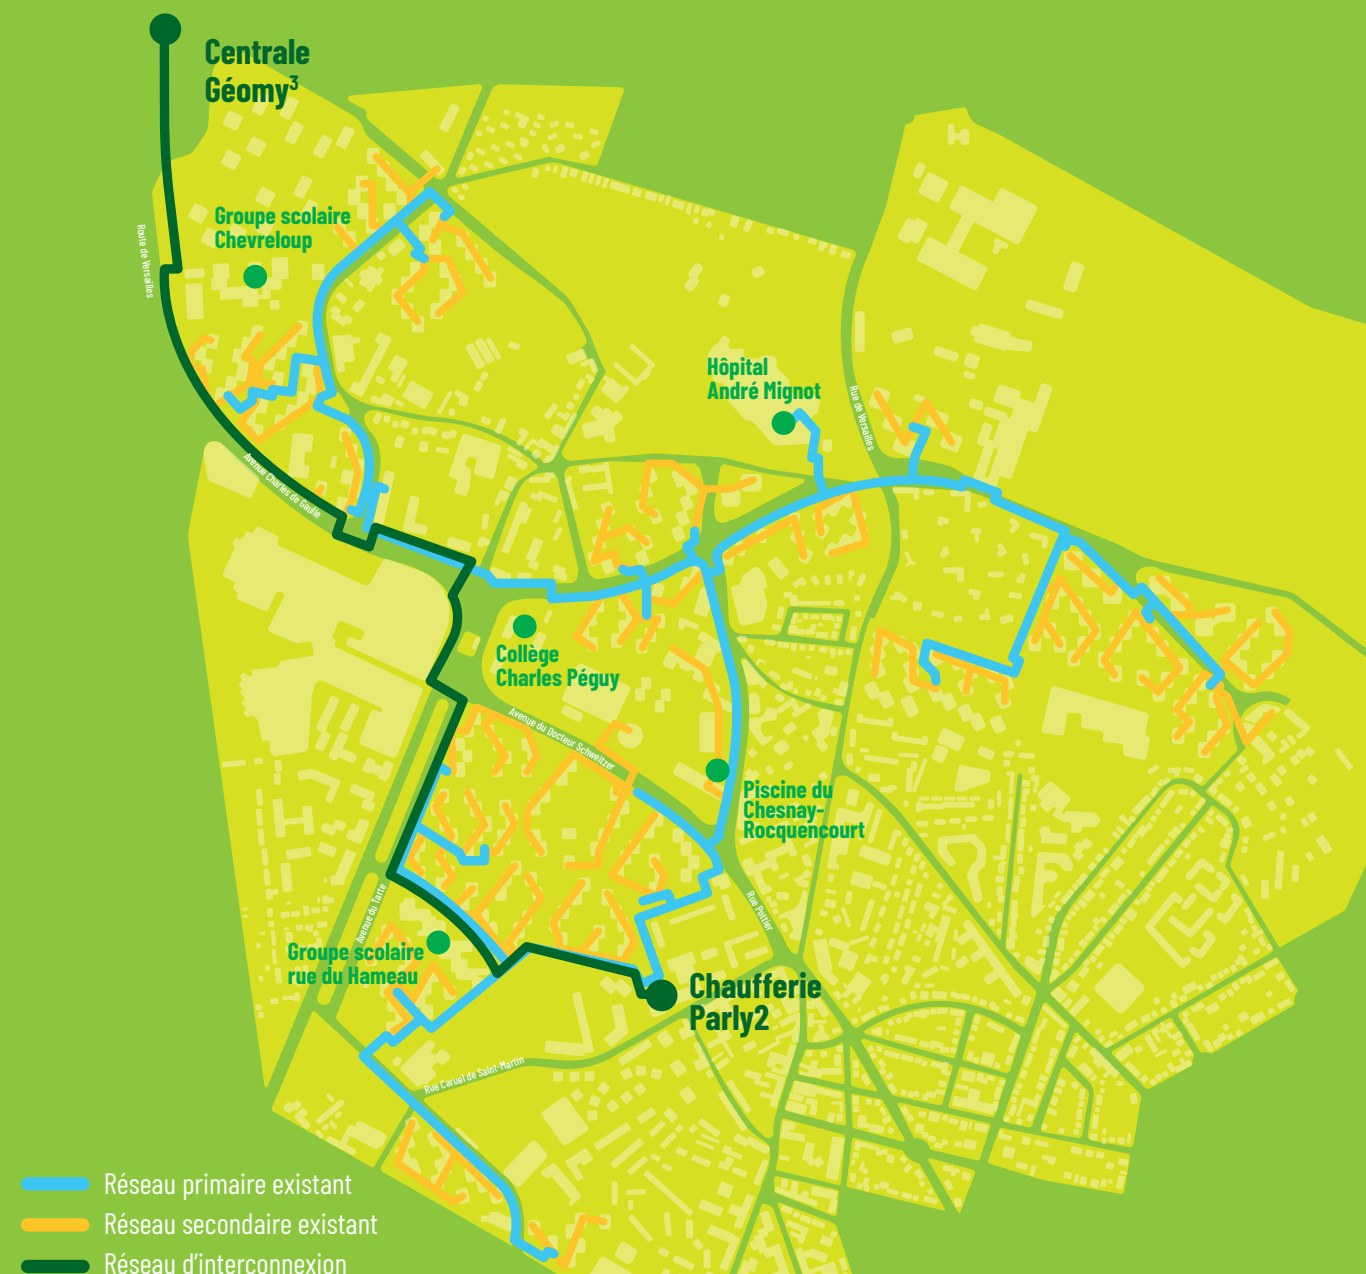 Centrale
Géomy³
Groupe scolaire
Chevreloup
Route de Versailles
Hôpital
André Mignot
Rue de Versailles
Avenue Charles de Gaulle
Collège
Charles Péguy
Avenue du Docteur Schweitzer
Piscine du
Chesnay-
Rocquencourt
Avenue du Tarte
Rue Pottier
Groupe scolaire
rue du Hameau
Chaufferie
Parly2
Rue Caruel de Saint-Martin
Réseau primaire existant
Réseau secondaire existant
Réseau d'interconnexion